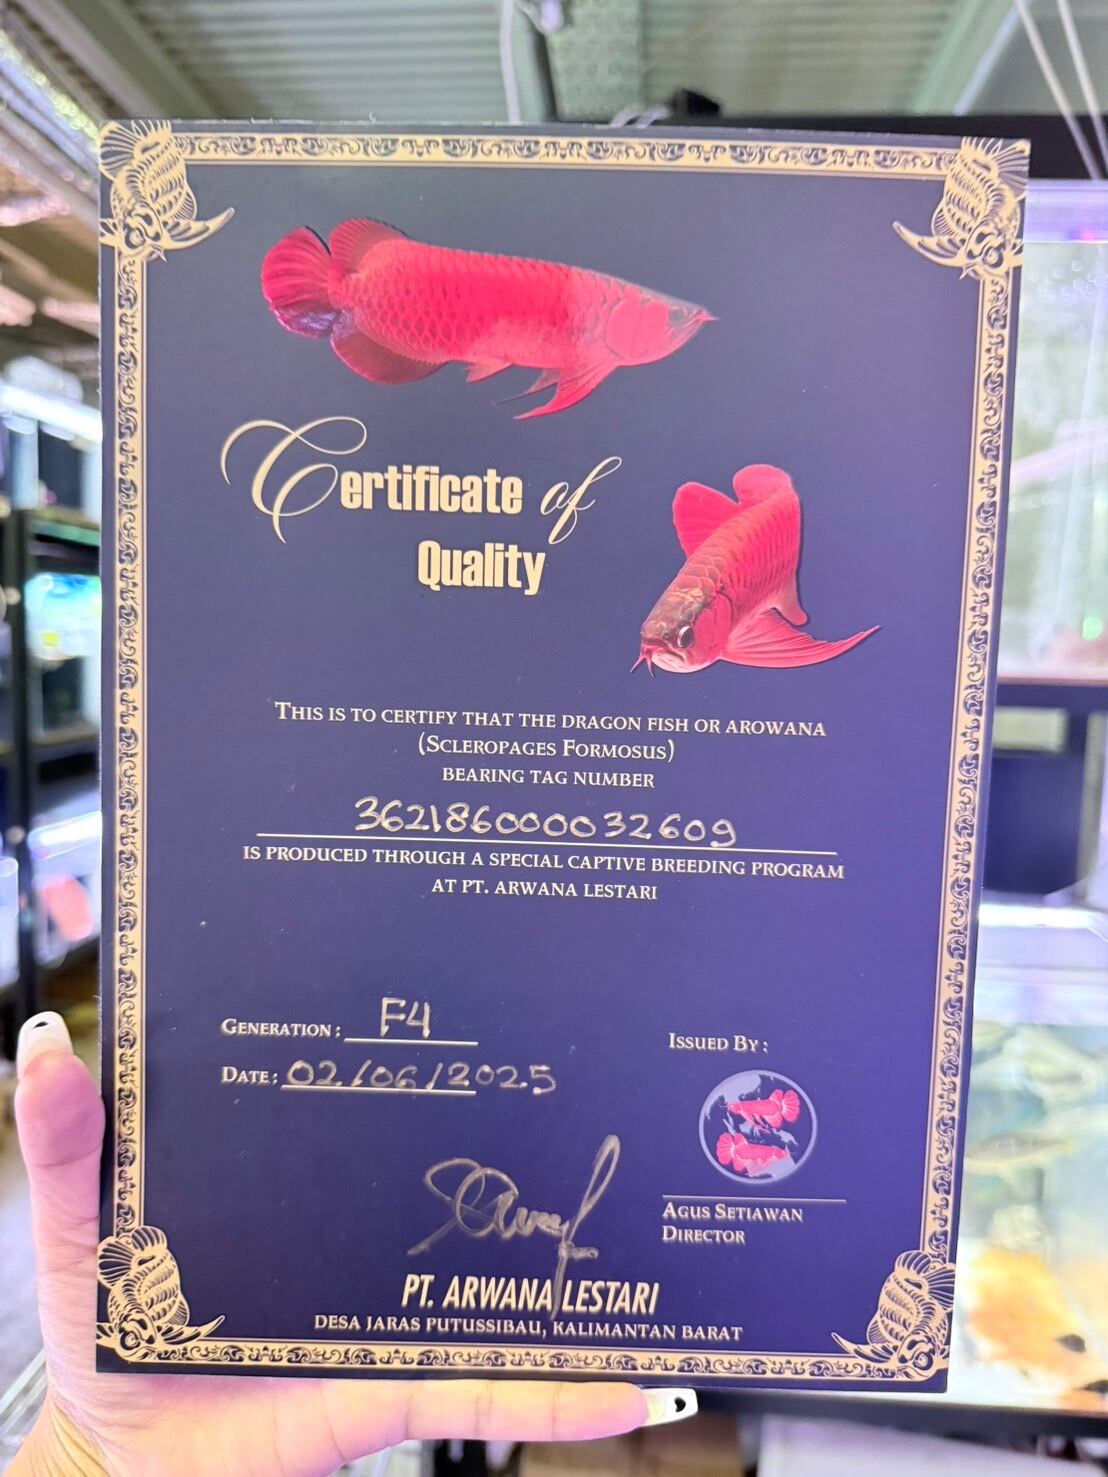 Certificate of
Quality
THIS IS TO CERTIFY THAT THE DRAGON FISH OR AROWANA
(SCLEROPAGES FORMOSUS)
BEARING TAG NUMBER
362186000032609
IS PRODUCED THROUGH A SPECIAL CAPTIVE BREEDING PROGRAM
AT PT. ARWANA LESTARI
GENERATION : F4
DATE : 02/06/2025
ISSUED BY :
AGUS SETIAWAN
DIRECTOR
PT. ARWANA LESTARI
DESA JARAS PUTUSSIBAU, KALIMANTAN BARAT